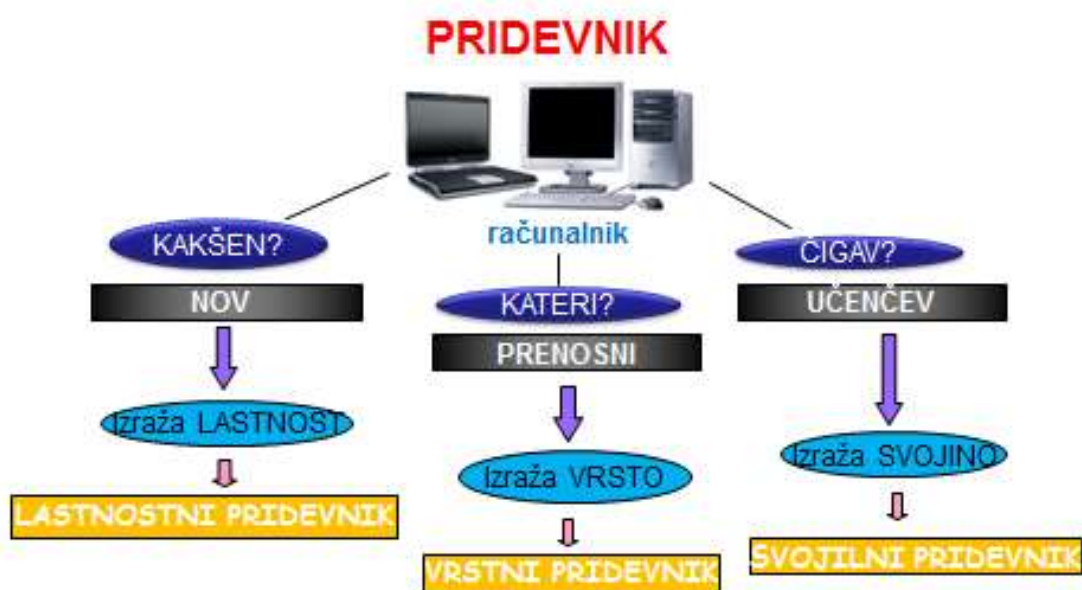 PRIDEVNIK
računalnik
KAKŠEN?
NOV
Izraža LASTNOST
LASTNOSTNI PRIDEVNIK
KATERI?
PRENOSNI
Izraža VRSTO
VRSTNI PRIDEVNIK
ČIGAV?
UČENČEV
Izraža SVOJINO
SVOJILNI PRIDEVNIK